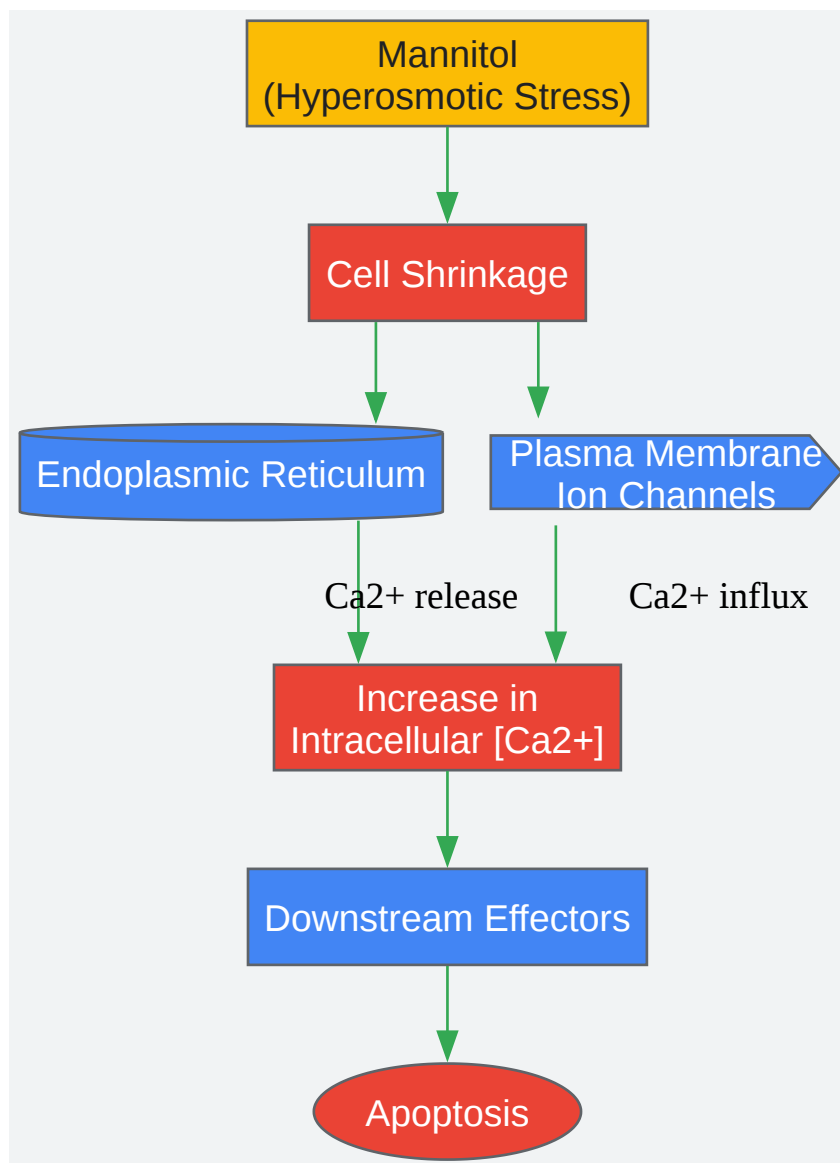 Mannitol
(Hyperosmotic Stress)
Cell Shrinkage
Endoplasmic Reticulum
Plasma Membrane
Ion Channels
Ca2+ release
Ca2+ influx
Increase in
Intracellular [Ca2+]
Downstream Effectors
Apoptosis